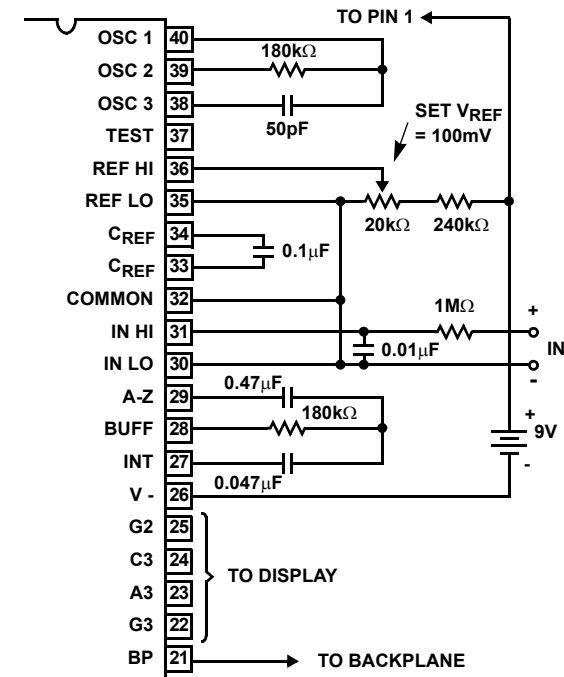 TO PIN 1
OSC 1 40
180kΩ
OSC 2 39
OSC 3 38
50pF
SET VREF
= 100mV
TEST 37
REF HI 36
REF LO 35
20kΩ 240kΩ
CREF 34
0.1µF
CREF 33
COMMON 32
1MΩ
+
IN HI 31
0.01µF
IN
IN LO 30
-
0.47µF
A-Z 29
180kΩ
BUFF 28
+
9V
-
INT 27
0.047µF
V - 26
G2 25
C3 24
TO DISPLAY
A3 23
G3 22
BP 21
TO BACKPLANE